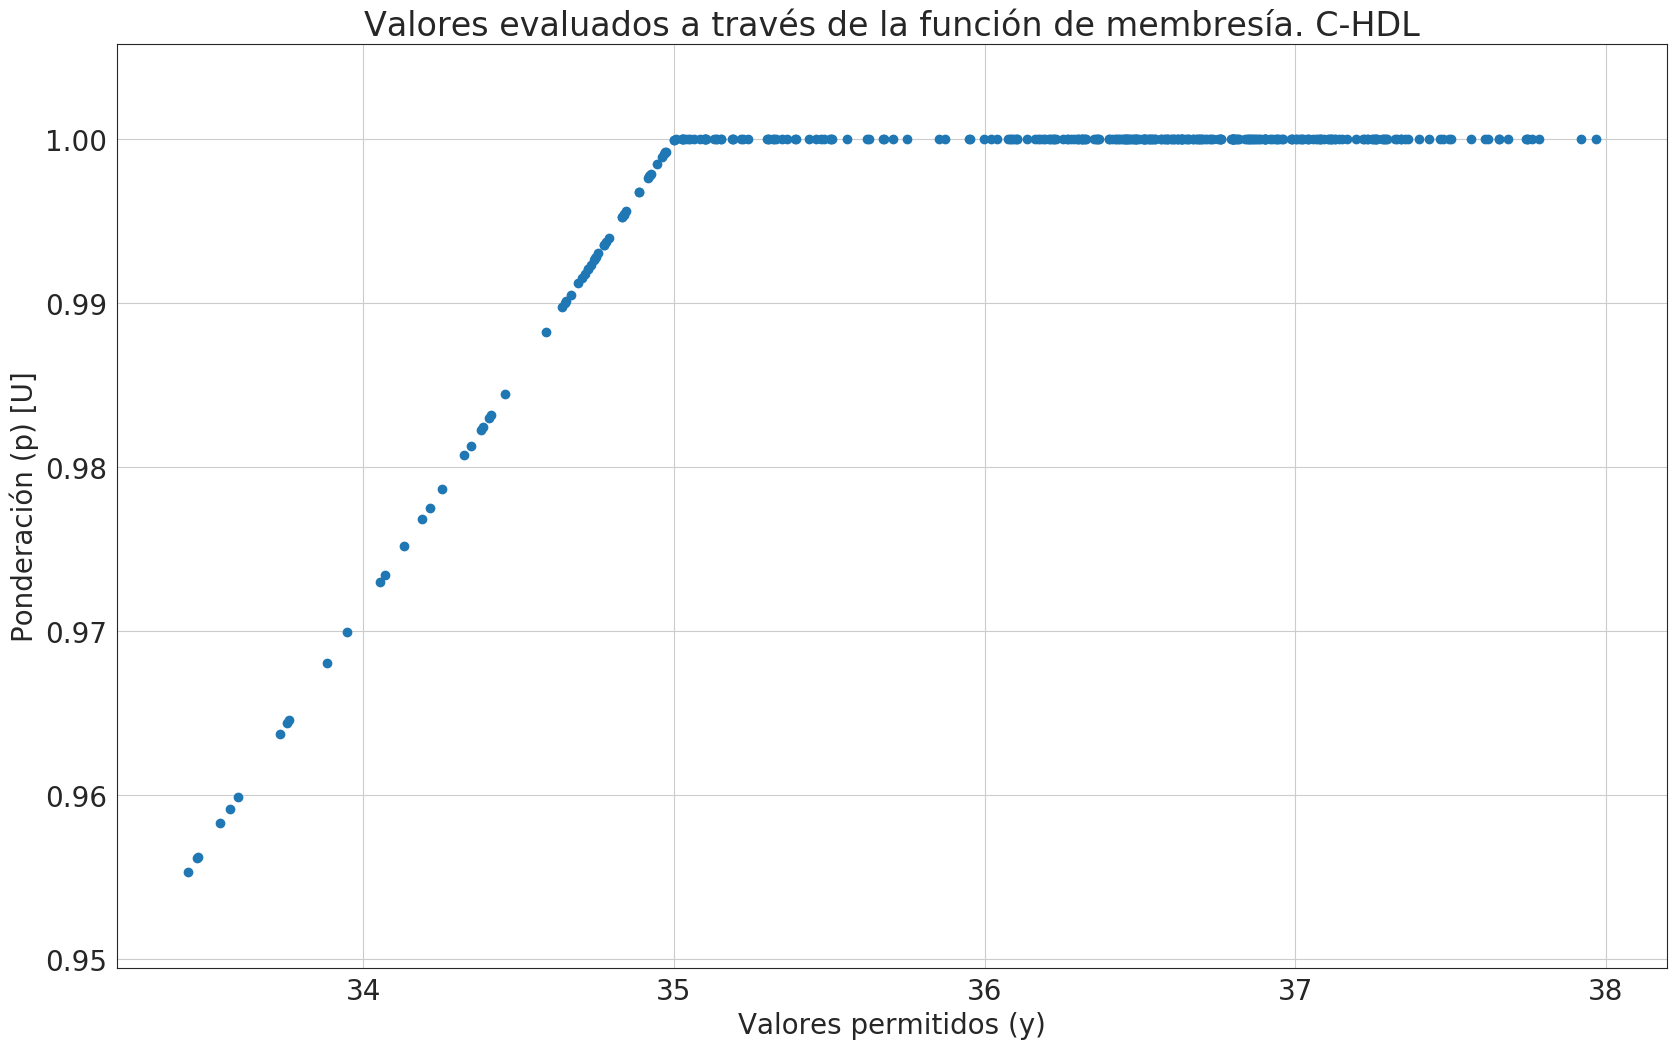 Valores evaluados a través de la función de membresía. C-HDL
Ponderación (p) [U]
1.00
0.99
0.98
0.97
0.96
0.95
34 35 36 37 38
Valores permitidos (y)